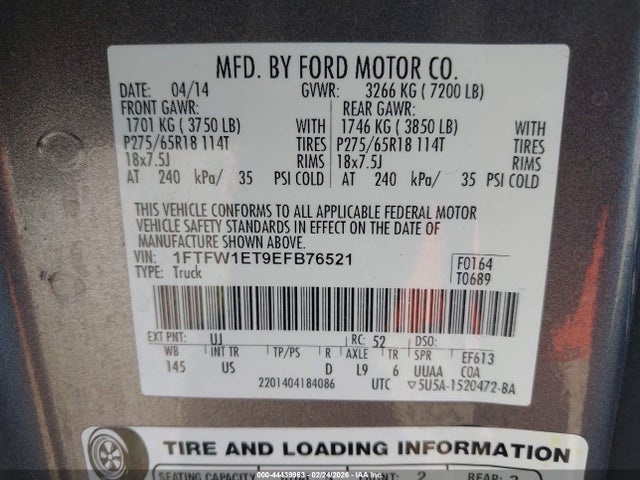 MFD. BY FORD MOTOR CO.
DATE: 04/14 GVWR: 3266 KG ( 7200 LB)
FRONT GAWR: REAR GAWR:
1701 KG ( 3750 LB) WITH 1746 KG ( 3850 LB) WITH
P275/65R18 114T TIRES P275/65R18 114T TIRES
18x7.5J RIMS 18x7.5J RIMS
AT 240 kPa/ 35 PSI COLD AT 240 kPa/ 35 PSI COLD
THIS VEHICLE CONFORMS TO ALL APPLICABLE FEDERAL MOTOR
VEHICLE SAFETY STANDARDS IN EFFECT ON THE DATE OF
MANUFACTURE SHOWN ABOVE.
VIN: 1FTFW1ET9EFB76521 F0164
TYPE: Truck T0689
EXT PNT: UJ RC: 52 DSO:
WB INT TR TP/PS R AXLE TR SPR EF613
145 US D L9 6 UUAA COA
2201404184086 UTC ▽5U5A-1520472-BA
TIRE AND LOADING INFORMATION
SEATING CAPACITY
000-44439963 - 02/24/2026 - IAA Inc.